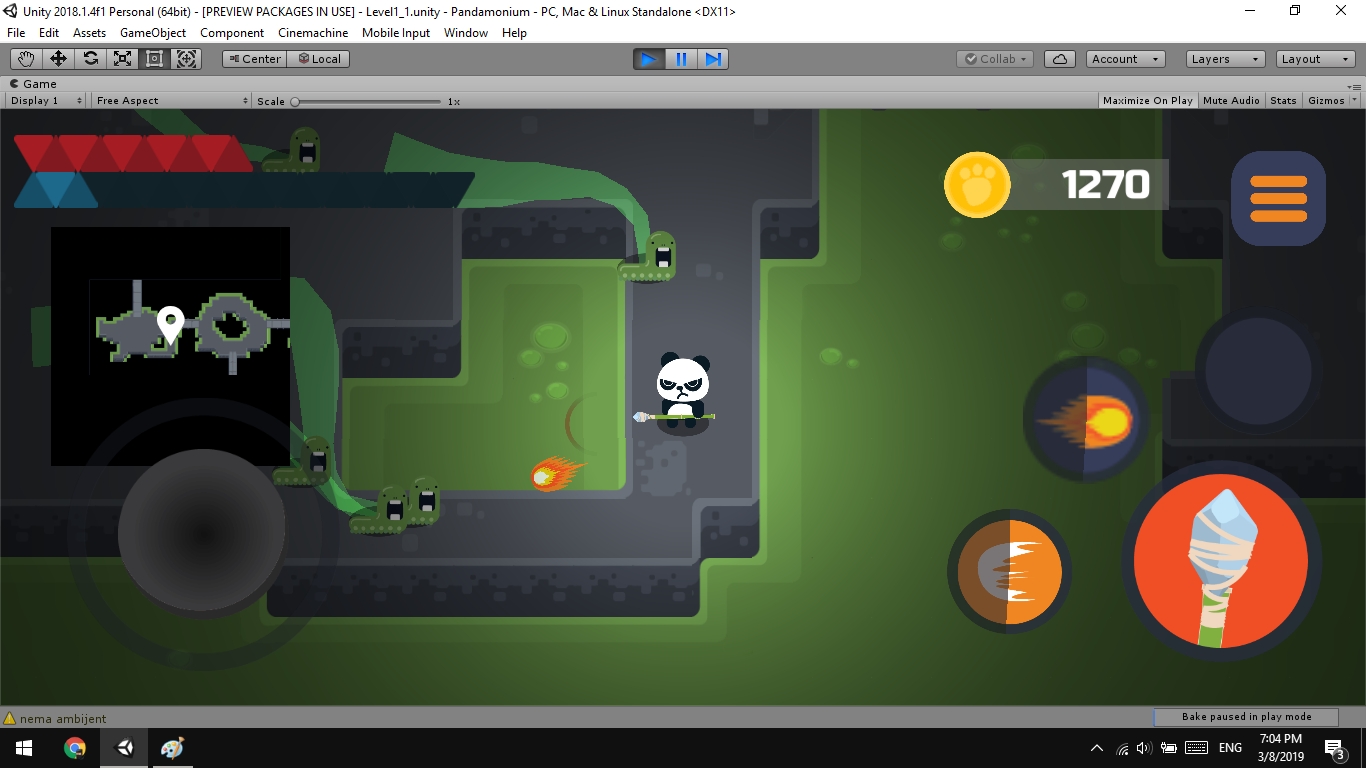 Unity 2018.1.4f1 Personal (64bit) - [PREVIEW PACKAGES IN USE] - Level1_1.unity - Pandamonium - PC, Mac & Linux Standalone <DX11>
File Edit Assets GameObject Component Cinemachine Mobile Input Window Help
Center Local Collab Account Layers Layout
Game
Display 1 Free Aspect Scale 1x Maximize On Play Mute Audio Stats Gizmos
1270
nema ambijent Bake paused in play mode
ENG 7:04 PM
3/8/2019 3